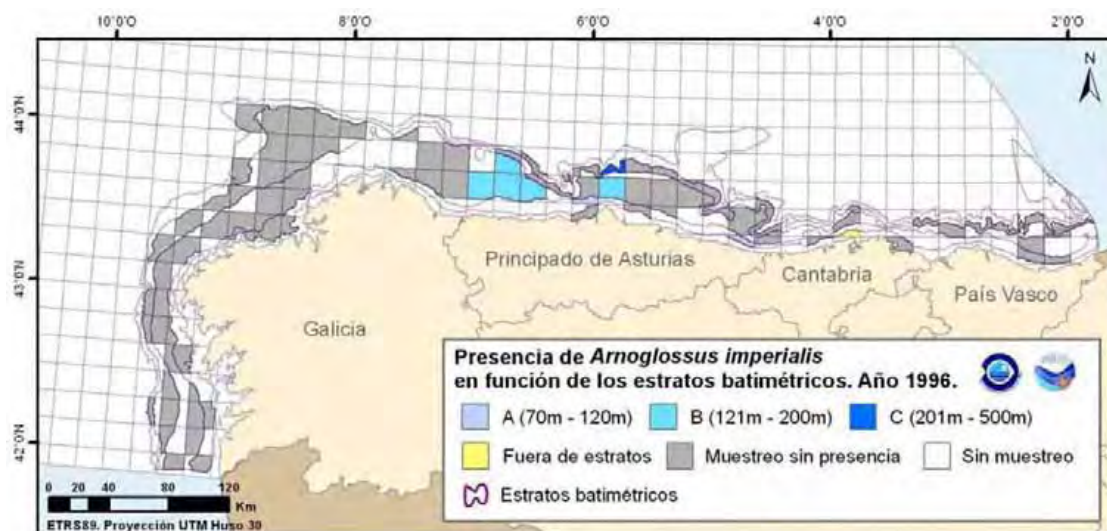 10°0'O 8°0'O 6°0'O 4°0'O 2°0'O
N
44°0'N
43°0'N
42°0'N
Principado de Asturias
Cantabria
País Vasco
Galicia
Presencia de Arnoglossus imperialis
en función de los estratos batimétricos. Año 1996.
A (70m - 120m) B (121m - 200m) C (201m - 500m)
Fuera de estratos Muestreo sin presencia Sin muestreo
Estratos batimétricos
0 20 40 80 120
Km
ETRS89. Proyección UTM Huso 30